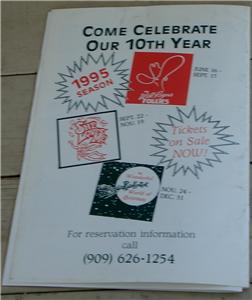 COME CELEBRATE
OUR 10TH YEAR
1995
SEASON
JUNE 16 -
SEPT. 15
SEPT. 22 -
NOV. 19
Tickets
on Sale
NOW!
NOV. 24 -
DEC. 31
For reservation information
call
(909) 626-1254